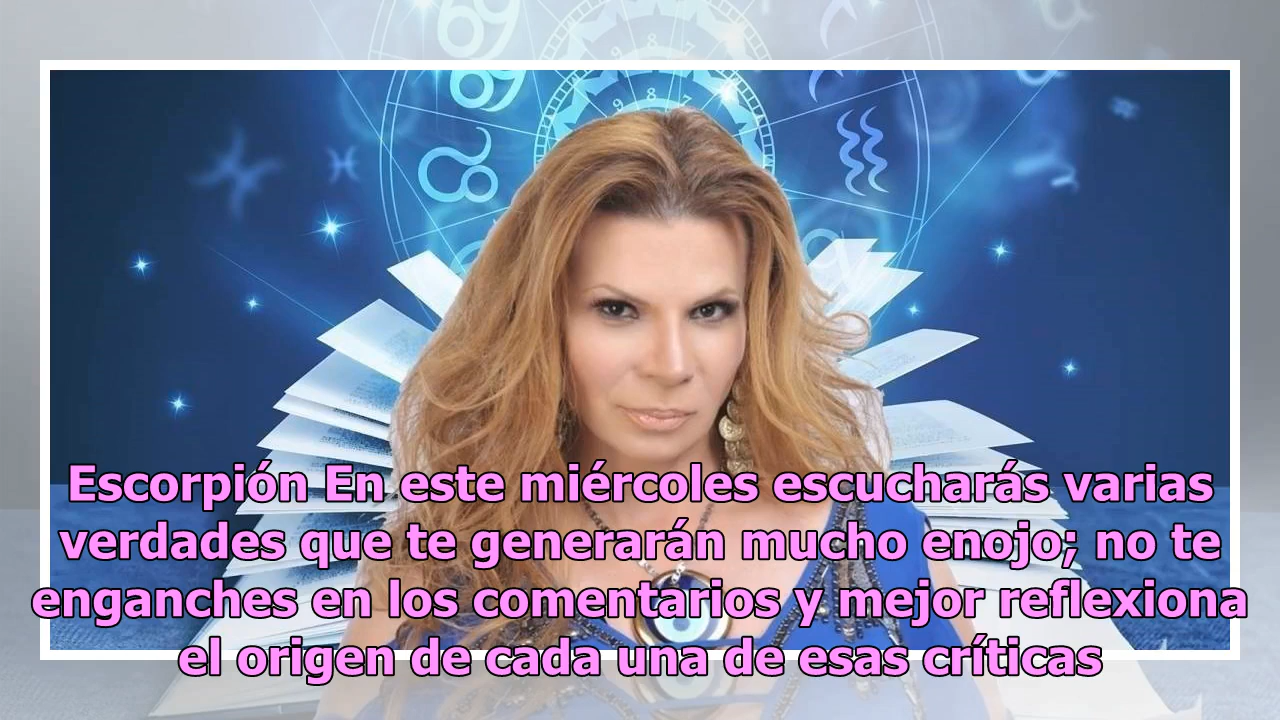 Escorpión En este miércoles escucharás varias
verdades que te generarán mucho enojo; no te
enganches en los comentarios y mejor reflexiona
el origen de cada una de esas críticas